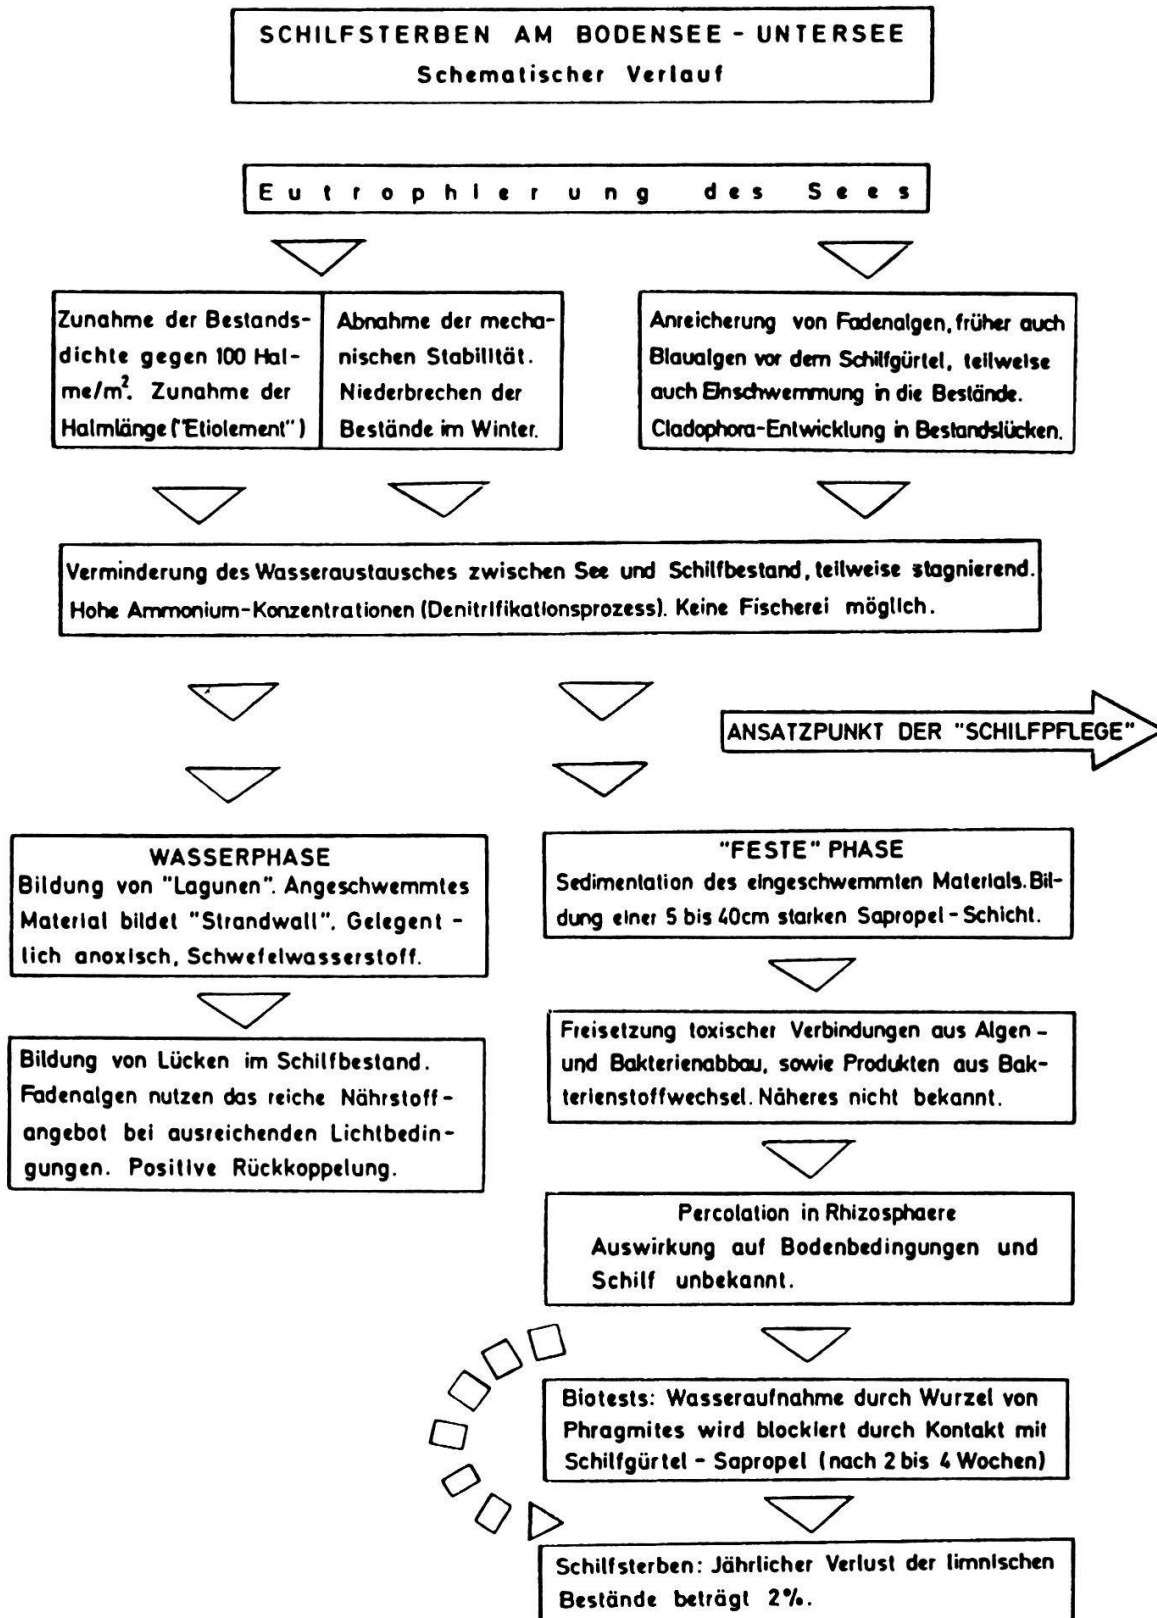 SCHILFSTERBEN AM BODENSEE - UNTERSEE
Schematischer Verlauf
Eutrophierung des Sees
Zunahme der Bestands-
dichte gegen 100 Hal-
me/m². Zunahme der
Halmlänge ("Etiolement")
Abnahme der mecha-
nischen Stabilität.
Niederbrechen der
Bestände im Winter.
Anreicherung von Fadenalgen, früher auch
Blaualgen vor dem Schilfgürtel, teilweise
auch Einschwemmung in die Bestände.
Cladophora-Entwicklung in Bestandslücken.
Verminderung des Wasseraustausches zwischen See und Schilfbestand, teilweise stagnierend.
Hohe Ammonium-Konzentrationen (Denitrifikationsprozess). Keine Fischerei möglich.
ANSATZPUNKT DER "SCHILFPFLEGE"
WASSERPHASE
Bildung von "Lagunen". Angeschwemmtes
Material bildet "Strandwall". Gelegent-
lich anoxisch, Schwefelwasserstoff.
Bildung von Lücken im Schilfbestand.
Fadenalgen nutzen das reiche Nährstoff-
angebot bei ausreichenden Lichtbedin-
gungen. Positive Rückkoppelung.
"FESTE" PHASE
Sedimentation des eingeschwemmten Materials. Bil-
dung einer 5 bis 40cm starken Sapropel-Schicht.
Freisetzung toxischer Verbindungen aus Algen-
und Bakterienabbau, sowie Produkten aus Bak-
terienstoffwechsel. Näheres nicht bekannt.
Percolation in Rhizosphaere
Auswirkung auf Bodenbedingungen und
Schilf unbekannt.
Biotests: Wasseraufnahme durch Wurzel von
Phragmites wird blockiert durch Kontakt mit
Schilfgürtel-Sapropel (nach 2 bis 4 Wochen)
Schilfsterben: Jährlicher Verlust der limnischen
Bestände beträgt 2%.